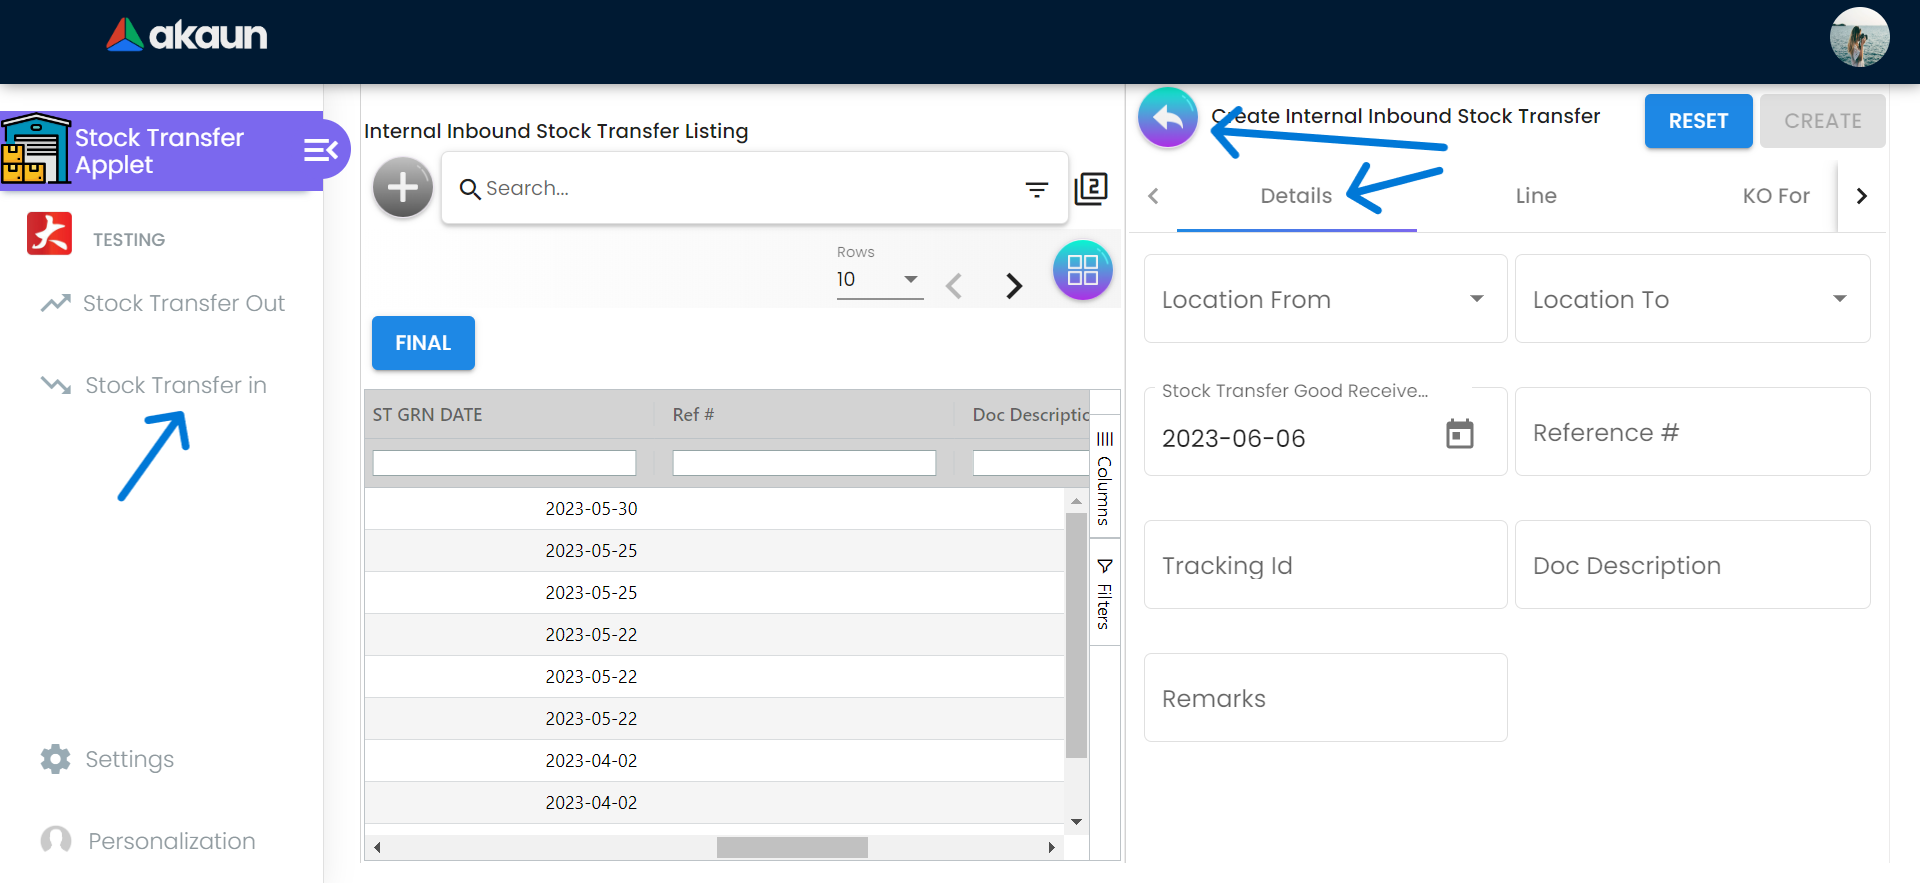 akaun
Stock Transfer
Applet
TESTING
Stock Transfer Out
Stock Transfer in
Settings
Personalization
Internal Inbound Stock Transfer Listing
Search...
2
Rows
10
FINAL
ST GRN DATE
Ref #
Doc Descriptic
2023-05-30
2023-05-25
2023-05-25
2023-05-22
2023-05-22
2023-05-22
2023-04-02
2023-04-02
Columns
Filters
Create Internal Inbound Stock Transfer
RESET
CREATE
Details
Line
KO For
Location From
Location To
Stock Transfer Good Receive...
2023-06-06
Reference #
Tracking Id
Doc Description
Remarks